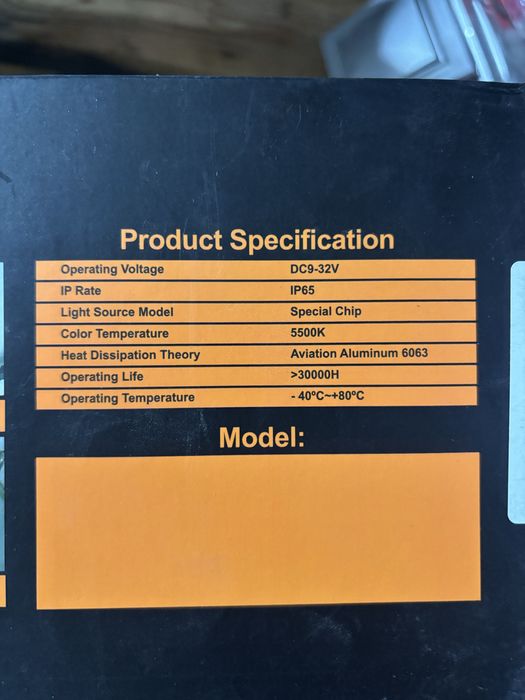 Product Specification
Operating Voltage DC9-32V
IP Rate IP65
Light Source Model Special Chip
Color Temperature 5500K
Heat Dissipation Theory Aviation Aluminum 6063
Operating Life >30000H
Operating Temperature - 40ºC~+80ºC
Model: